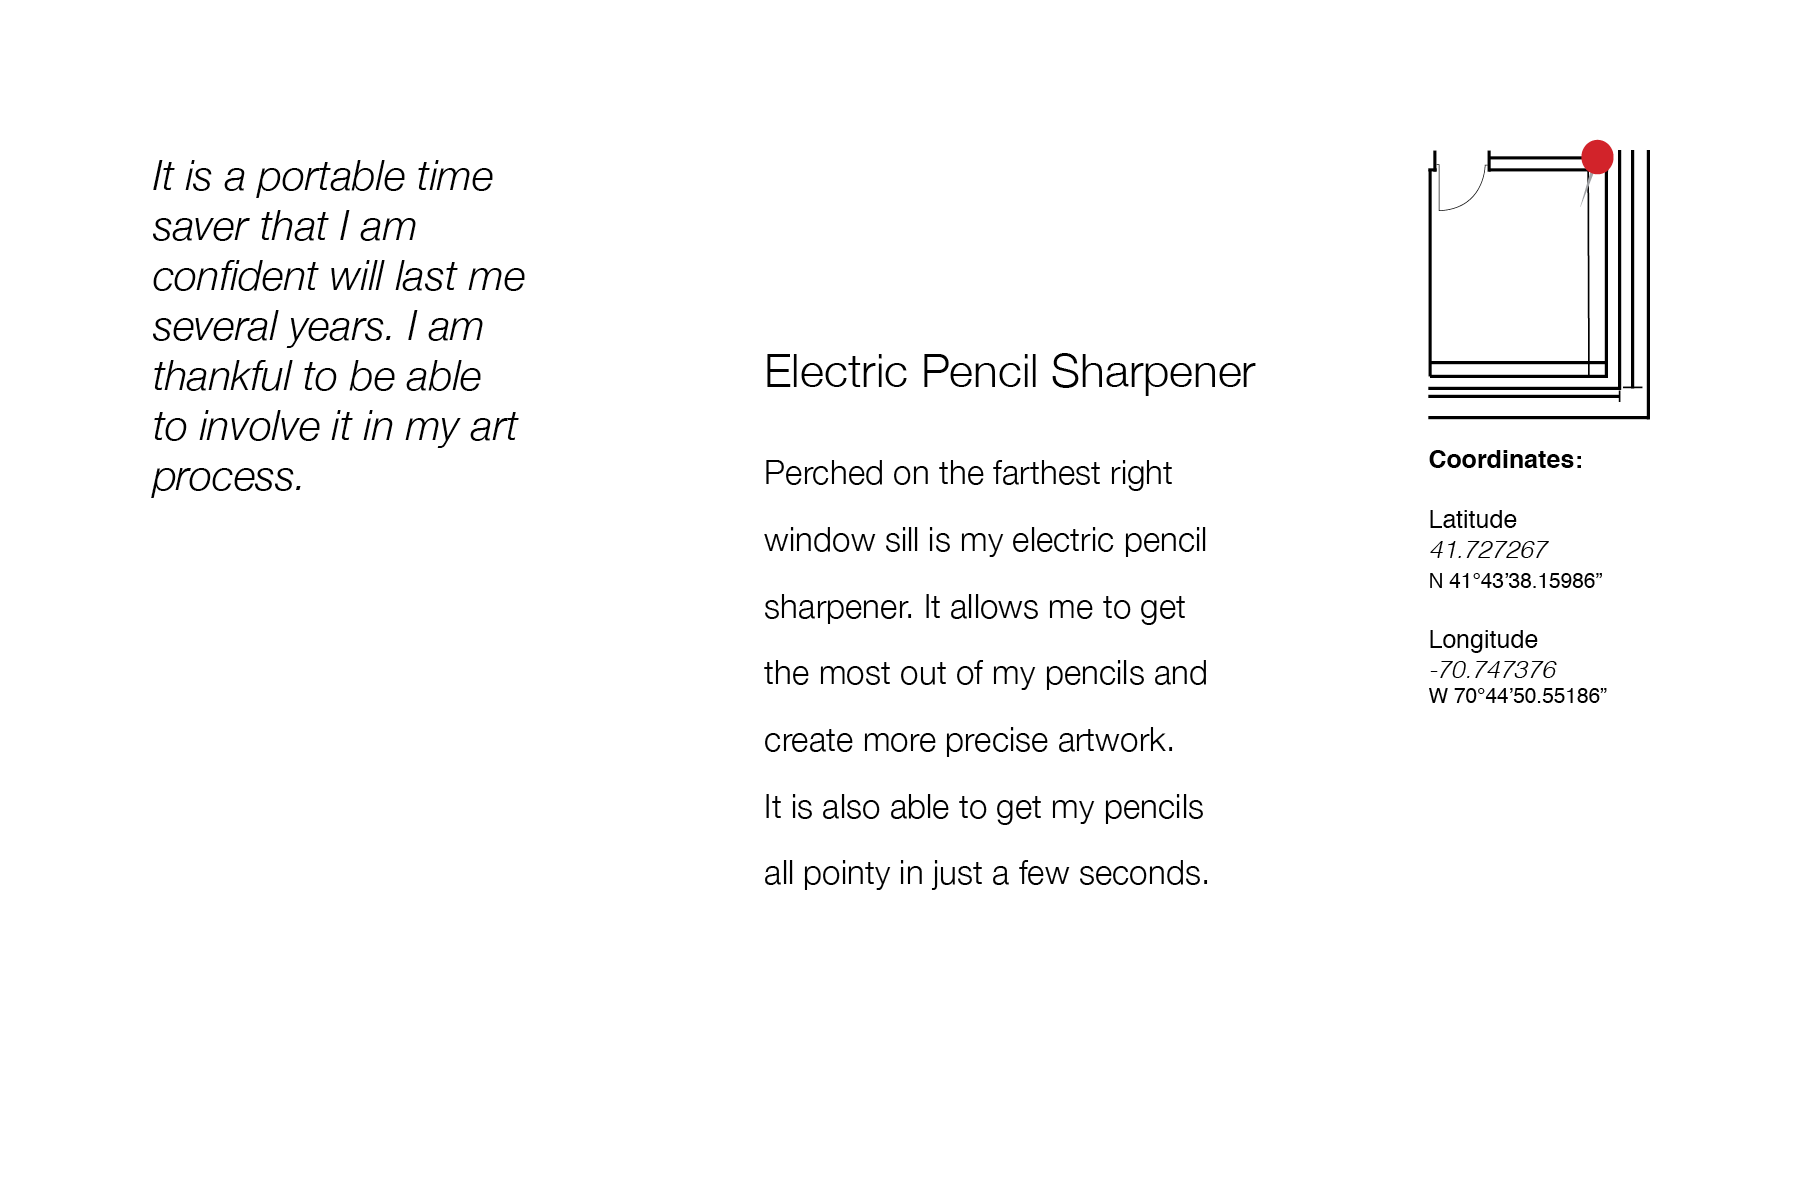 It is a portable time
saver that I am
confident will last me
several years. I am
thankful to be able
to involve it in my art
process.
Electric Pencil Sharpener
Perched on the farthest right
window sill is my electric pencil
sharpener. It allows me to get
the most out of my pencils and
create more precise artwork.
It is also able to get my pencils
all pointy in just a few seconds.
Coordinates:
Latitude
41.727267
N 41°43’38.15986”
Longitude
-70.747376
W 70°44’50.55186”